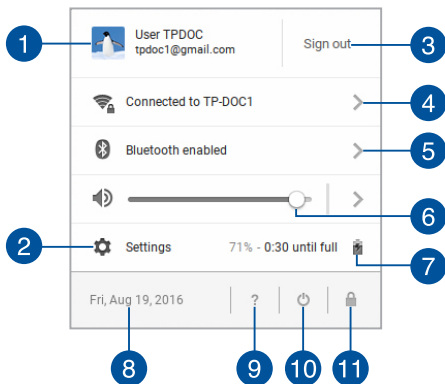 1
User TPDOC
tpdoc1@gmail.com
Sign out
3
Connected to TP-DOC1
4
Bluetooth enabled
5
6
2
Settings
71% - 0:30 until full
7
Fri, Aug 19, 2016
?
8
9
10
11